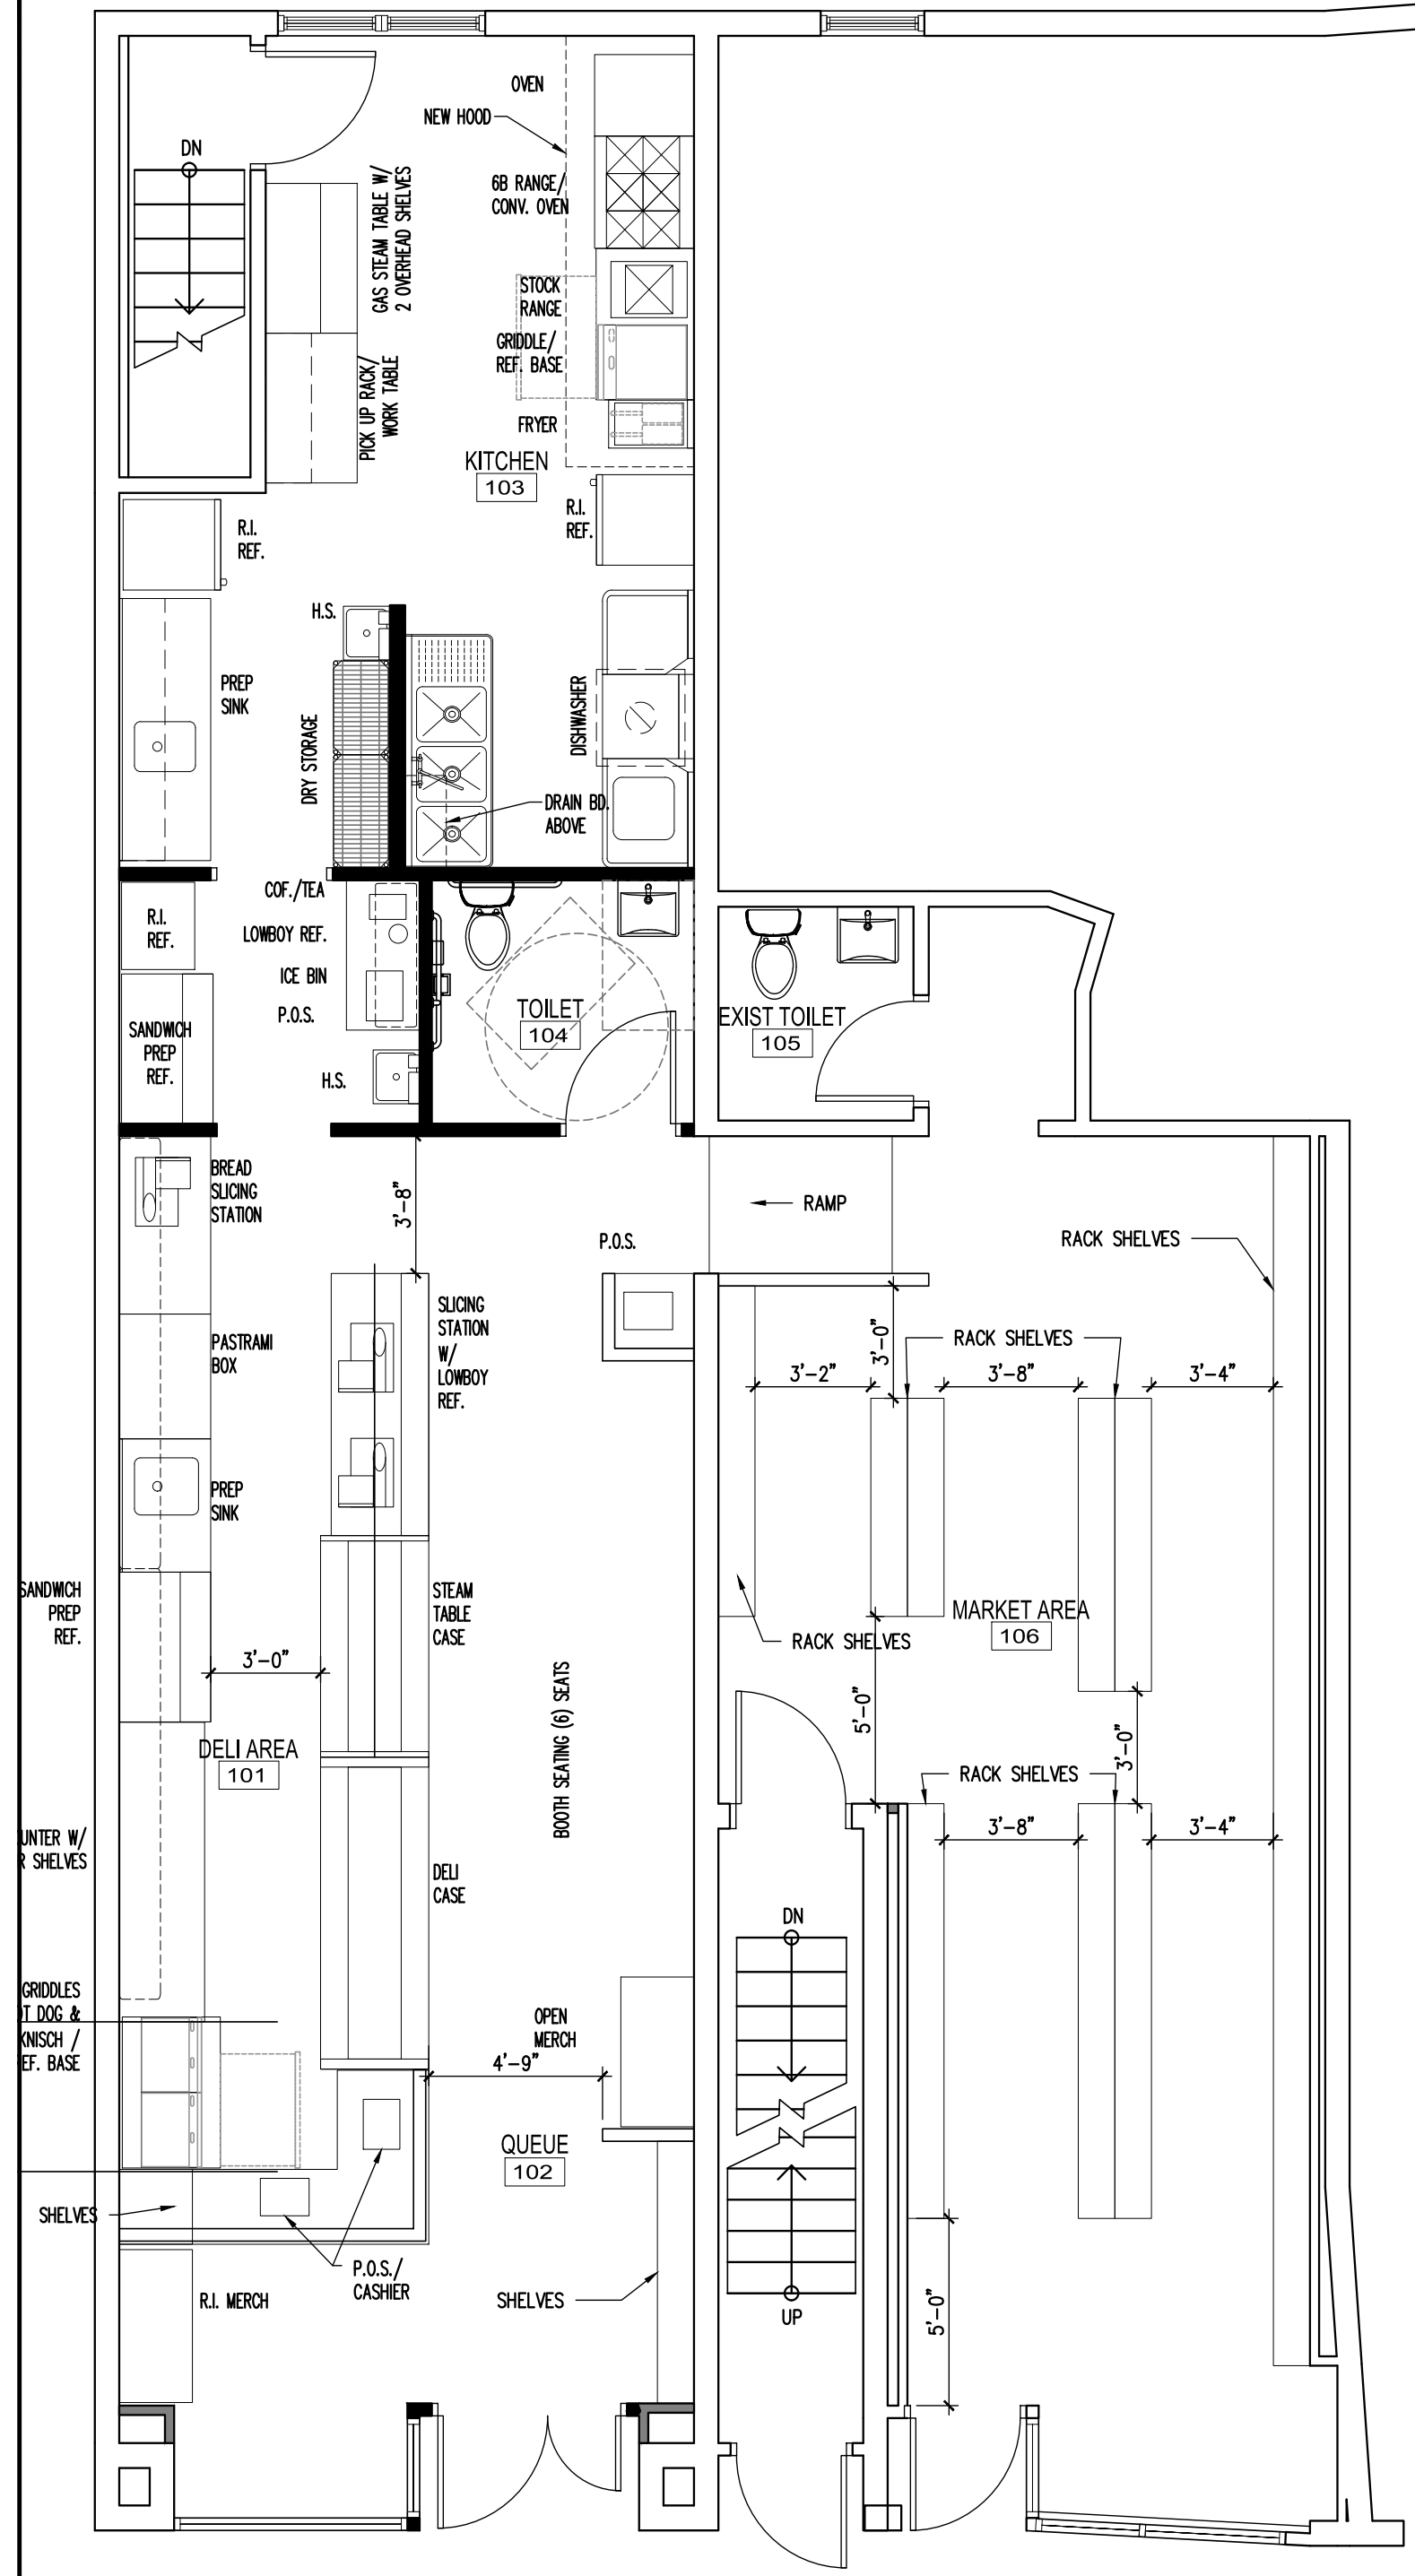 OVEN
NEW HOOD
DN
6B RANGE/
CONV. OVEN
GAS STEAM TABLE W/
2 OVERHEAD SHELVES
STOCK
RANGE
GRIDDLE/
REF. BASE
PICK UP RACK/
WORK TABLE
FRYER
KITCHEN
103
R.I.
REF.
R.I.
REF.
H.S.
PREP
SINK
DISHWASHER
DRY STORAGE
DRAIN BD.
ABOVE
COF./TEA
LOWBOY REF.
ICE BIN
P.O.S.
R.I.
REF.
SANDWICH
PREP
REF.
H.S.
TOILET
104
EXIST TOILET
105
BREAD
SLICING
STATION
3'-8"
RAMP
P.O.S.
RACK SHELVES
SLICING
STATION
W/
LOWBOY
REF.
PASTRAMI
BOX
3'-0"
RACK SHELVES
3'-2"
3'-8"
3'-4"
PREP
SINK
SANDWICH
PREP
REF.
STEAM
TABLE
CASE
MARKET AREA
106
RACK SHELVES
3'-0"
BOOTH SEATING (6) SEATS
5'-0"
3'-0"
DELI AREA
101
RACK SHELVES
3'-8"
3'-4"
UNTER W/
R SHELVES
DELI
CASE
DN
GRIDDLES
OT DOG &
KNISCH /
EF. BASE
OPEN
MERCH
4'-9"
QUEUE
102
SHELVES
P.O.S./
CASHIER
R.I. MERCH
SHELVES
UP
5'-0"